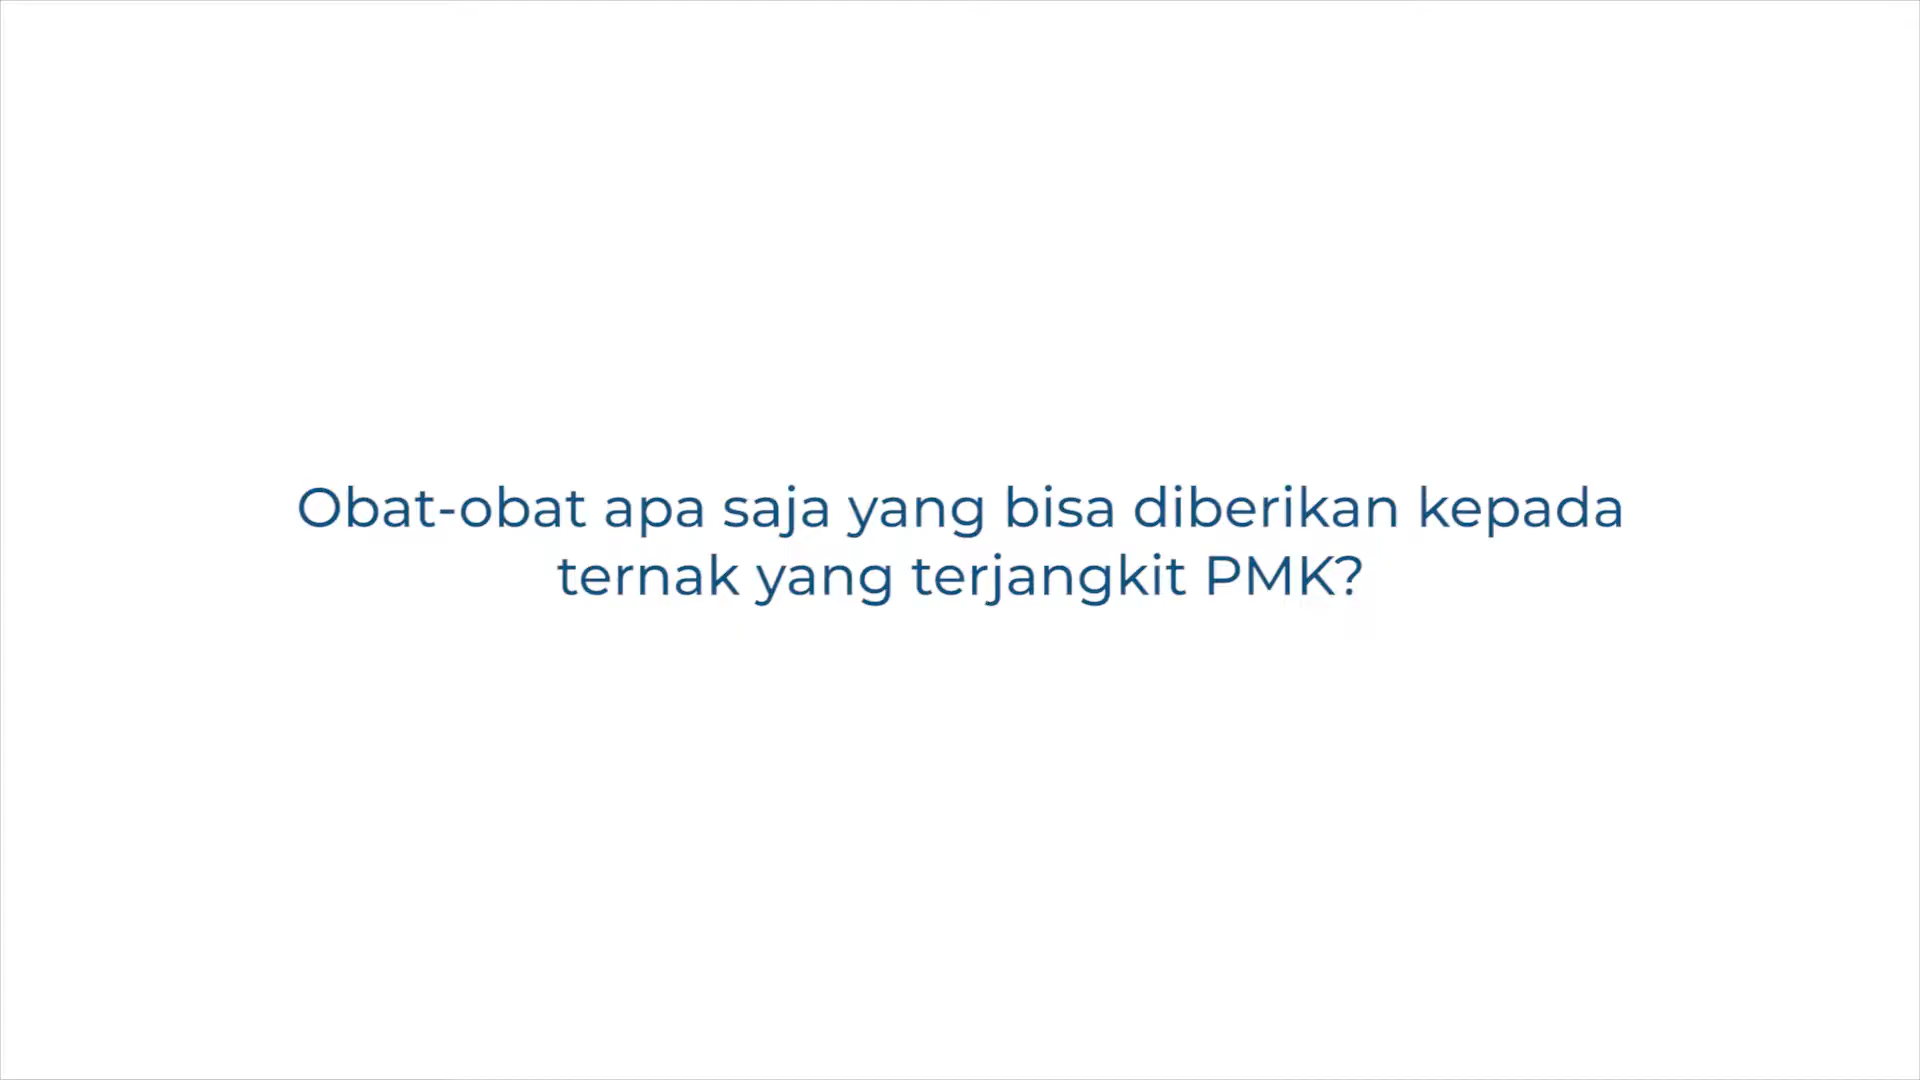 Obat-obat apa saja yang bisa diberikan kepada
ternak yang terjangkit PMK?